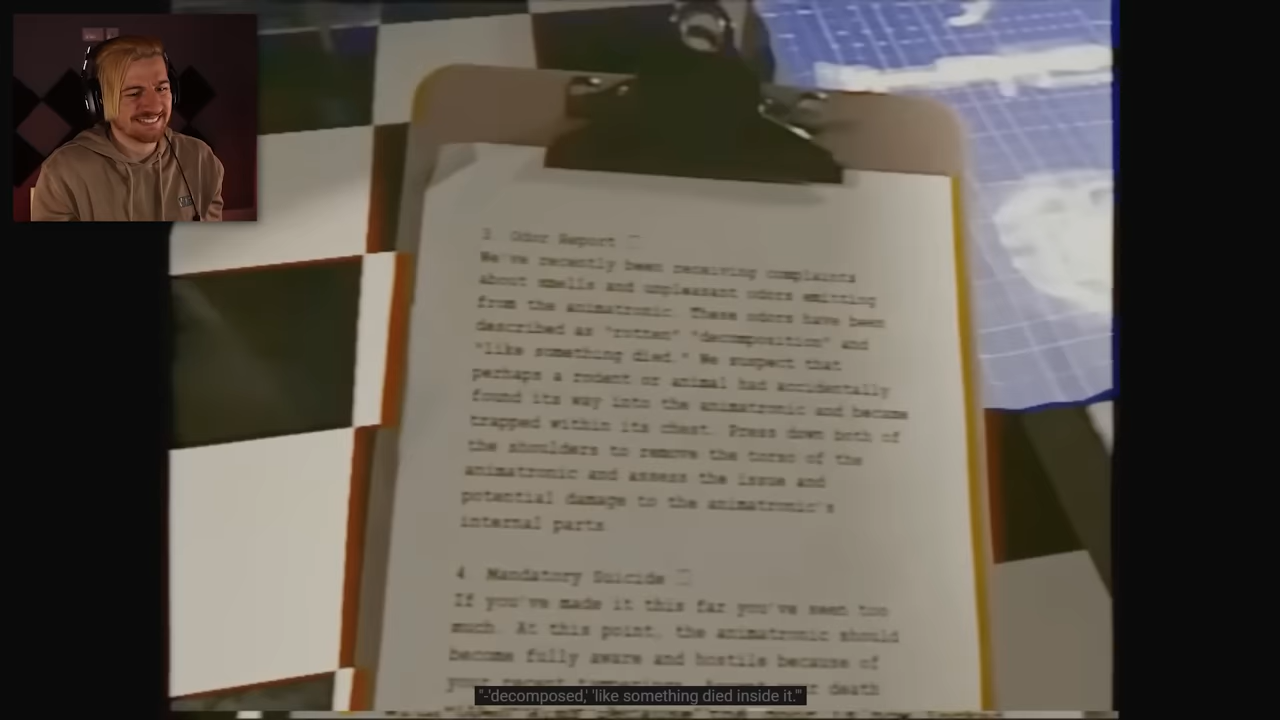 3. Odor Report
We've recently been receiving complaints
about smells and unpleasant odors emitting
from the animatronic. These odors have been
described as "rotten" "decomposition" and
"like something died." We suspect that
perhaps a rodent or animal had accidentally
found its way into the animatronic and became
trapped within its chest. Press down both of
the shoulders to remove the torso of the
animatronic and assess the issue and
potential damage to the animatronic's
internal parts
4. Mandatory Suicide
If you've made it this far you've seen too
much. At this point, the animatronic should
become fully aware and hostile because of
your recent death
"-'decomposed,' 'like something died inside it.'"